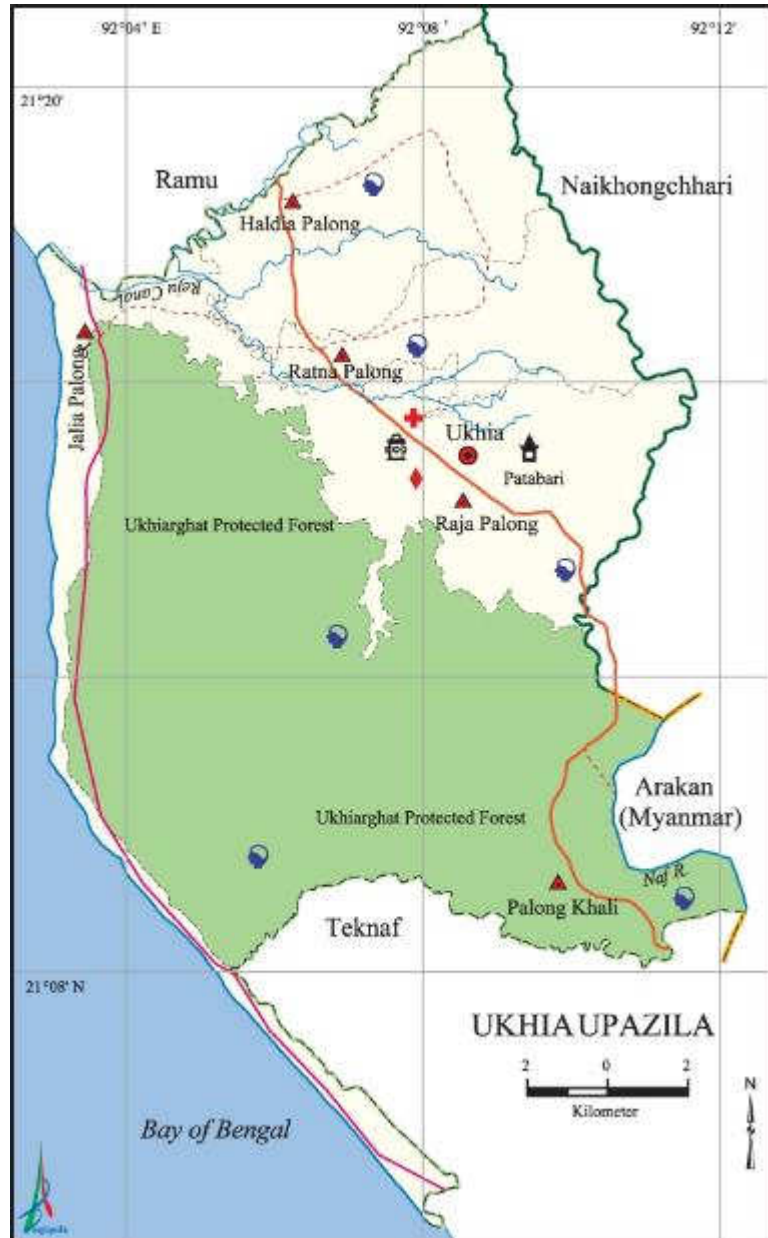 92°04' E
92°08'
92°12'
21°20'
Ramu
Naikhongchhari
Haldia Palong
Reju Canal
Jalia Palong
Ratna Palong
Ukhia
Patabari
Ukhiarghat Protected Forest
Raja Palong
Arakan
(Myanmar)
Ukhiarghat Protected Forest
Naf R.
Palong Khali
Teknaf
21°08' N
UKHIA UPAZILA
2 0 2
Kilometer
N
Bay of Bengal